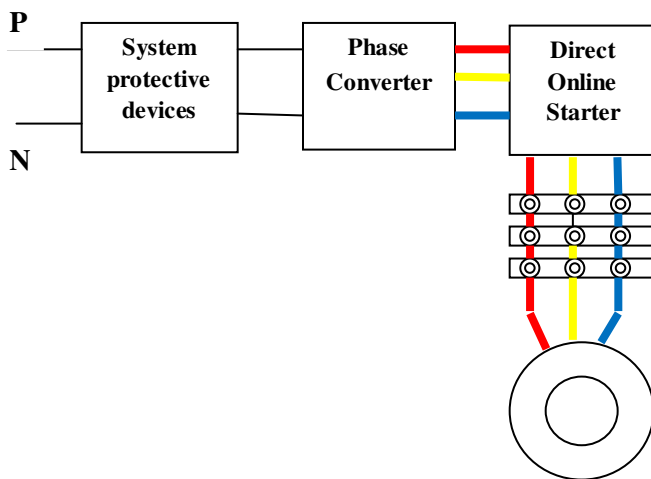 P
N
System
protective
devices
Phase
Converter
Direct
Online
Starter